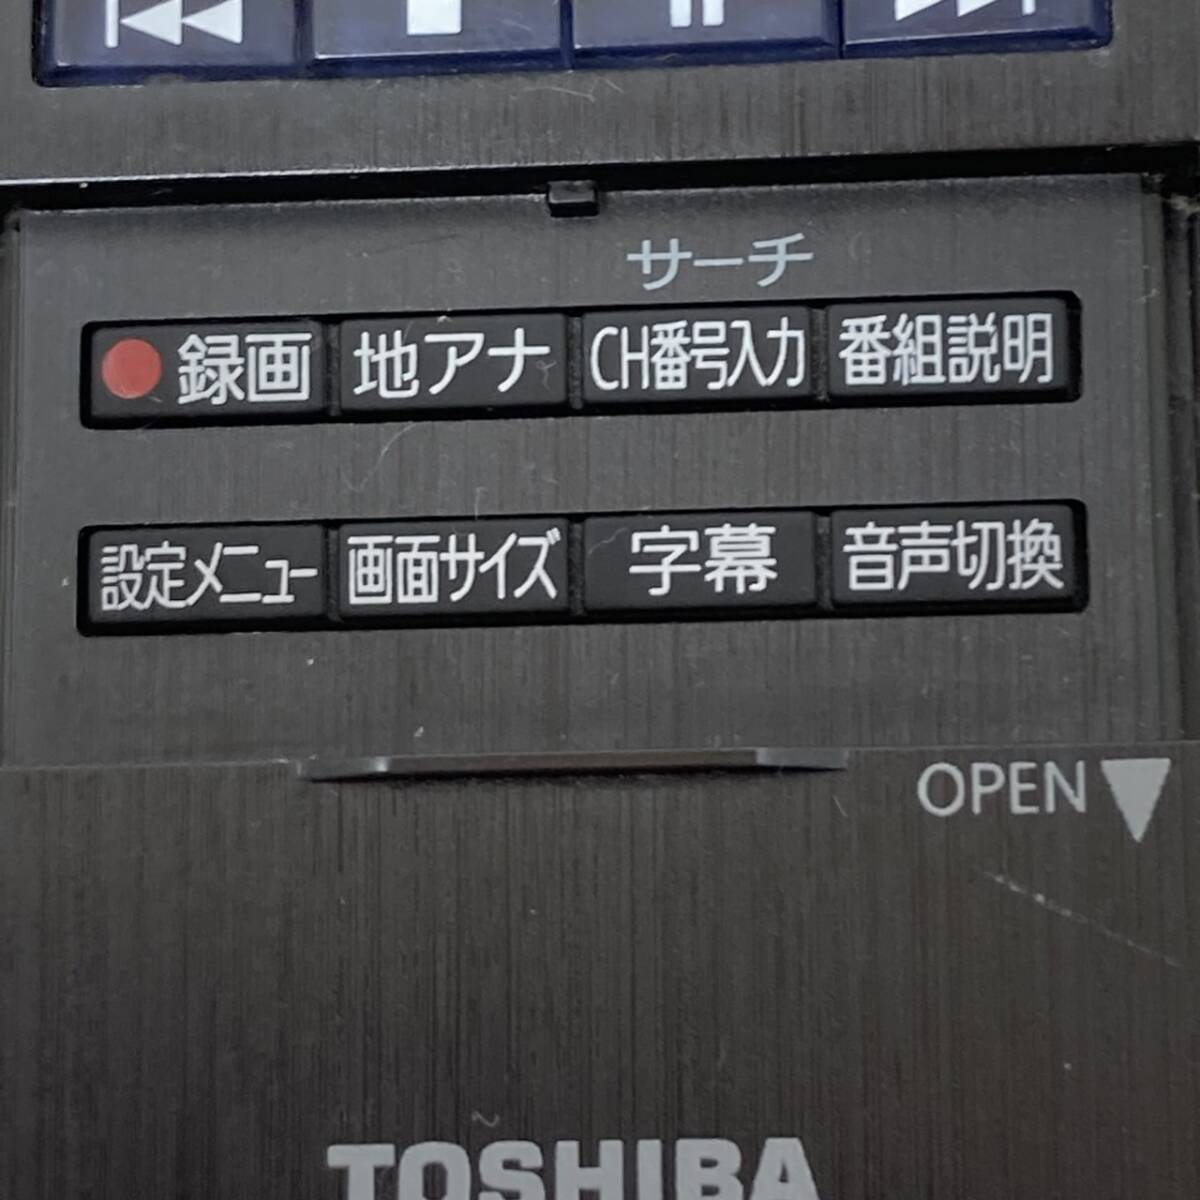 サーチ
録画 地アナ CH番号入力 番組説明
設定メニュー 画面サイズ 字幕 音声切換
OPEN
TOSHIBA